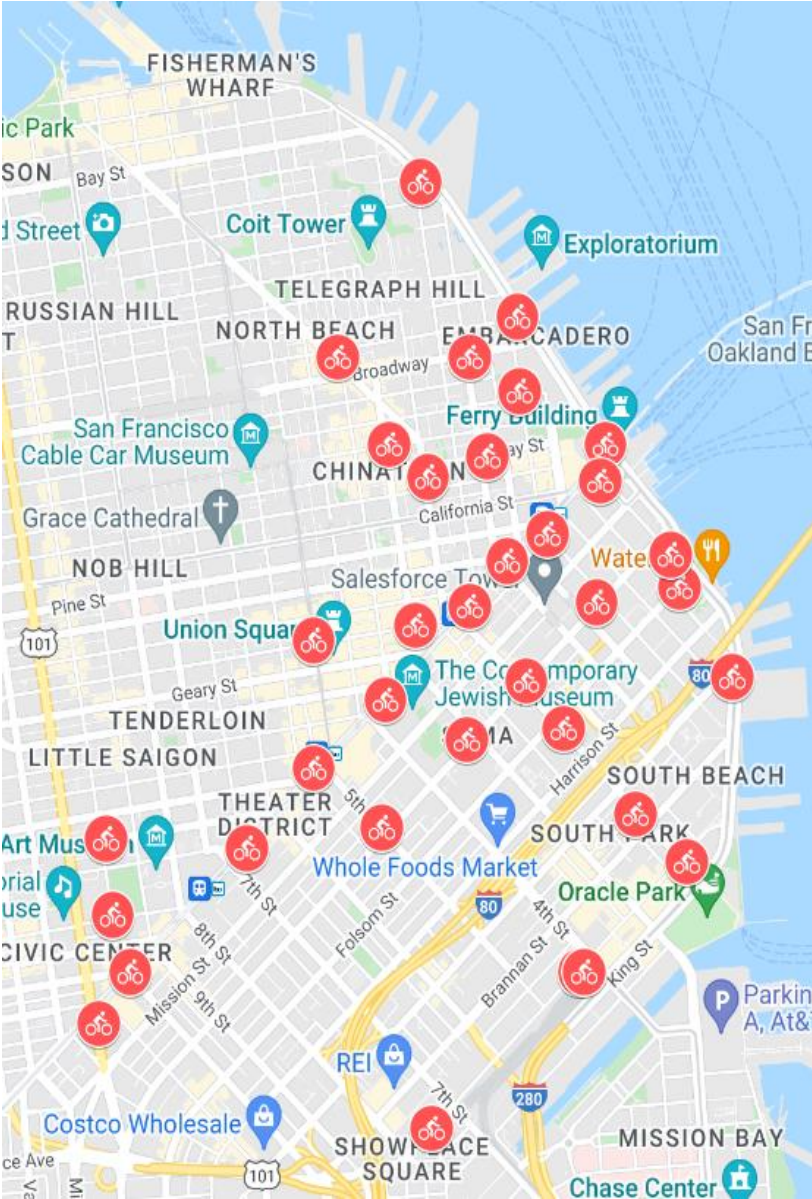 FISHERMAN'S
WHARF
ic Park
SON
Bay St
d Street
Coit Tower
Exploratorium
TELEGRAPH HILL
RUSSIAN HILL
T
NORTH BEACH
EMBARCADERO
San Fr
Oakland B
Broadway
Ferry Building
San Francisco
Cable Car Museum
ay St
CHINAT N
California St
Grace Cathedral
NOB HILL
Salesforce Tow
Wate
Pine St
101
Union Squar
The Co emporary
Jewish Museum
80
Geary St
TENDERLOIN
LITTLE SAIGON
S MA
Harrison St
SOUTH BEACH
THEATER
DISTRICT
5th
SOUTH PARK
Art Mus m
Whole Foods Market
orial
use
7th St
Oracle Park
80
4th St
Folsom St
CIVIC CENTER
8th St
Mission St
9th St
Brannan St
King St
P
Parkin
A, At&T
REI
280
7th St
Costco Wholesale
MISSION BAY
SHOWPLACE
SQUARE
ce Ave
101
Va
Mi
Chase Center